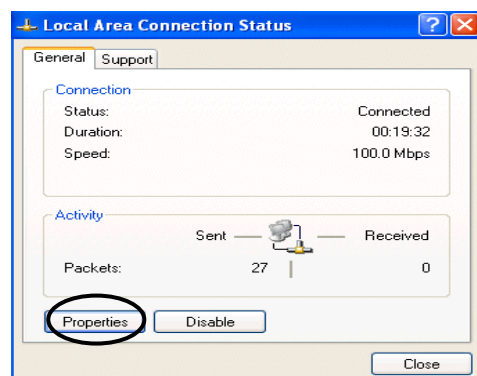 Local Area Connection Status
General Support
Connection
Status: Connected
Duration: 00:19:32
Speed: 100.0 Mbps
Activity
Sent Received
Packets: 27 0
Properties Disable
Close